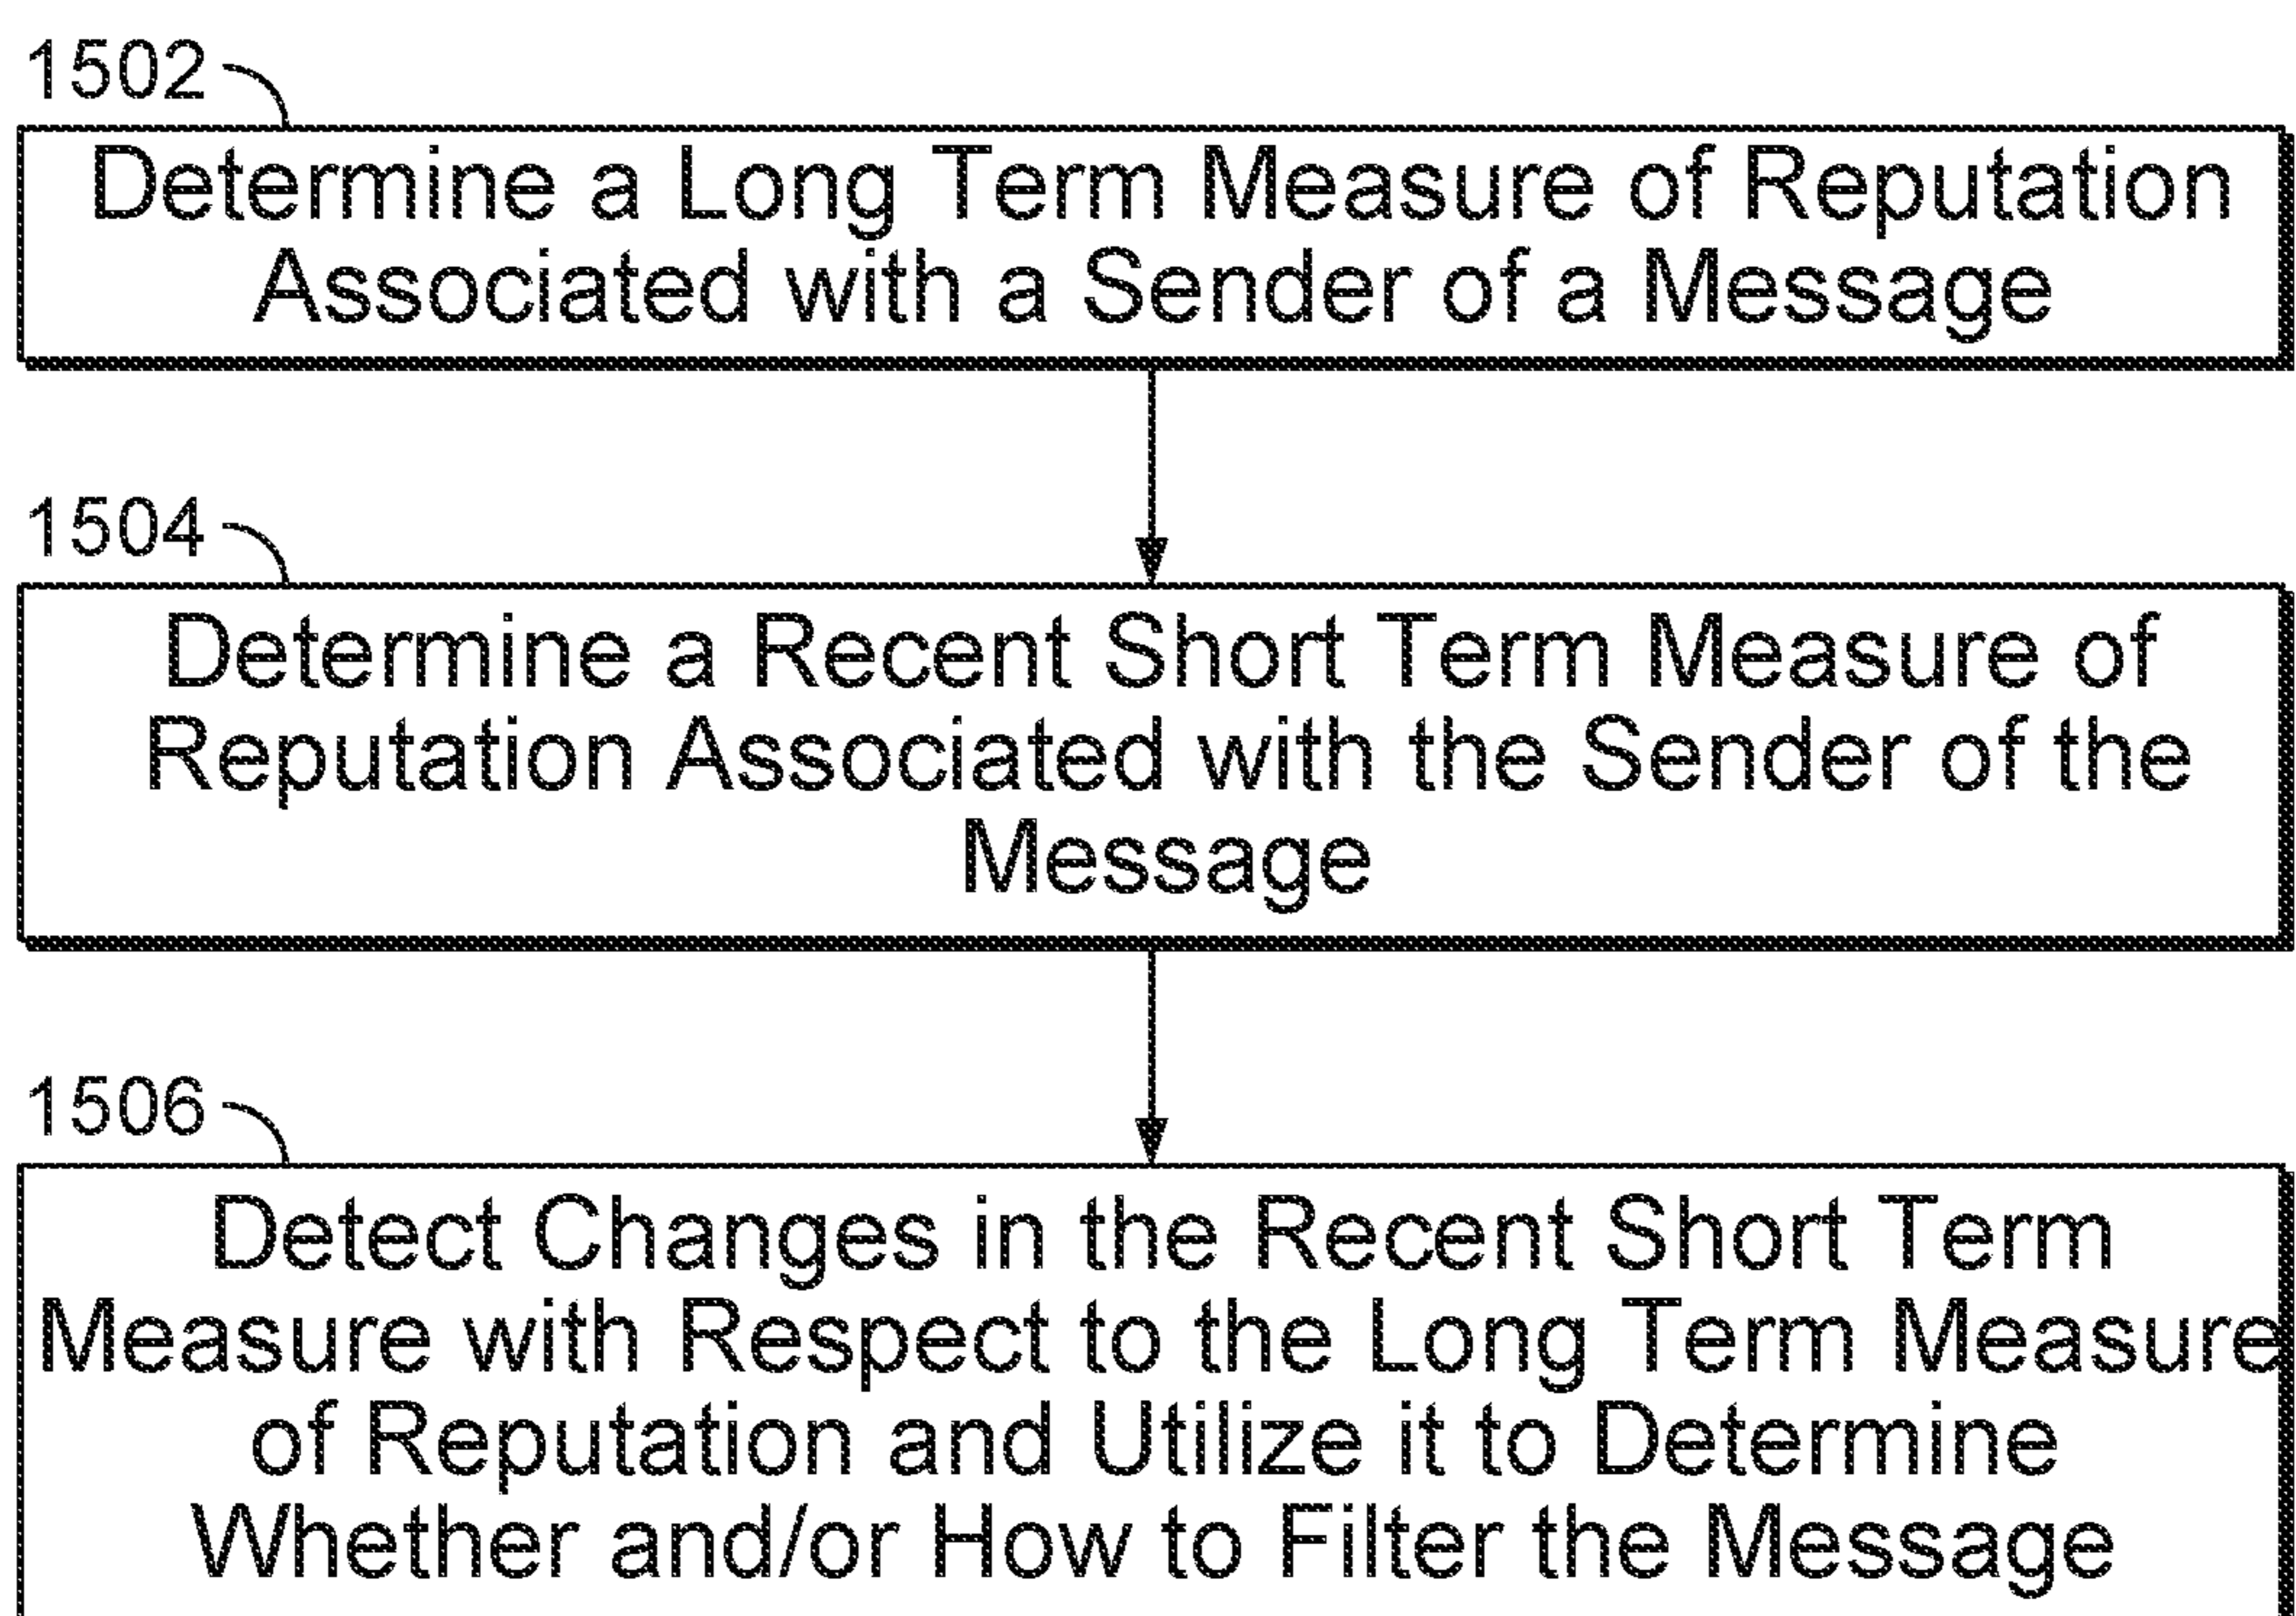 1502
Determine a Long Term Measure of Reputation
Associated with a Sender of a Message
1504
Determine a Recent Short Term Measure of
Reputation Associated with the Sender of the
Message
1506
Detect Changes in the Recent Short Term
Measure with Respect to the Long Term Measure
of Reputation and Utilize it to Determine
Whether and/or How to Filter the Message